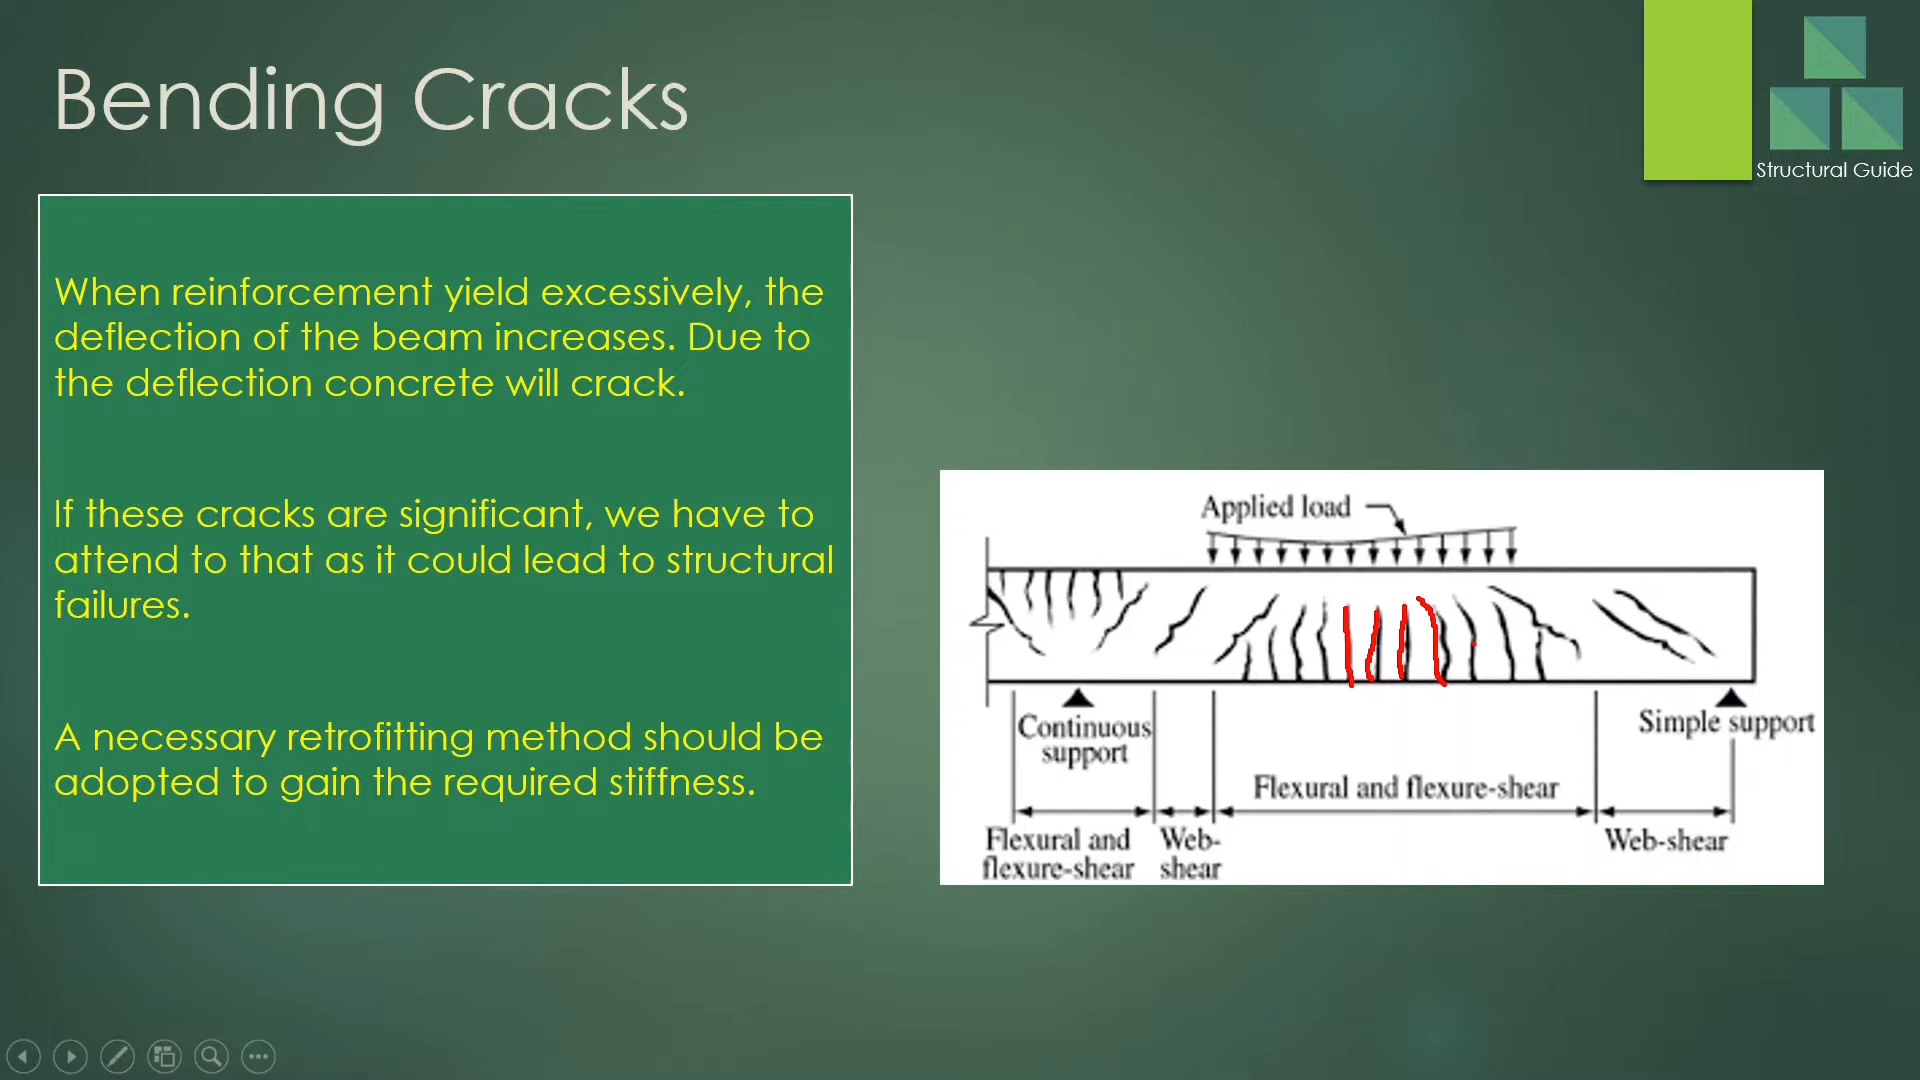 Bending Cracks
Structural Guide
When reinforcement yield excessively, the
deflection of the beam increases. Due to
the deflection concrete will crack.
If these cracks are significant, we have to
attend to that as it could lead to structural
failures.
A necessary retrofitting method should be
adopted to gain the required stiffness.
Applied load
Continuous
support
Simple support
Flexural and flexure-shear
Flexural and
flexure-shear
Web-
shear
Web-shear